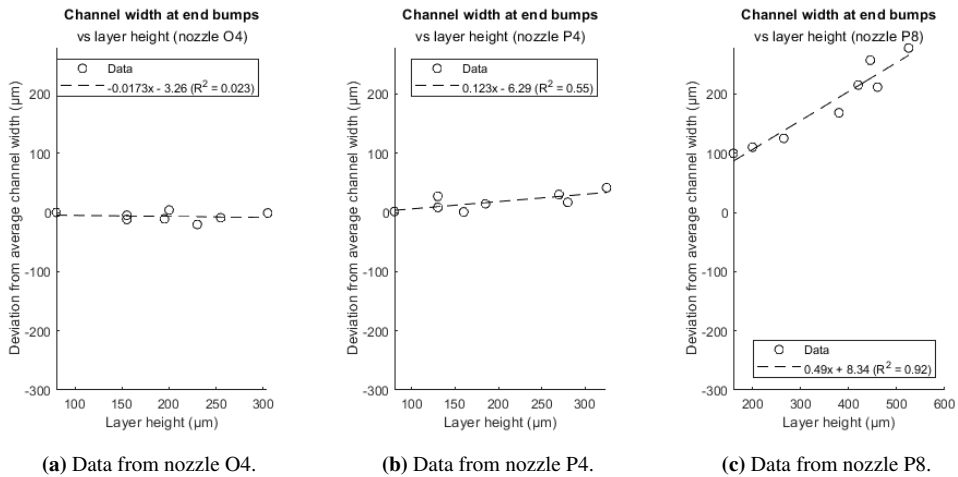 Channel width at end bumps
vs layer height (nozzle O4)
Data
-0.0173x - 3.26 (R² = 0.023)
200
100
0
-100
-200
-300
100
150
200
250
300
Deviation from average channel width (μm)
Layer height (μm)
(a) Data from nozzle O4.
Channel width at end bumps
vs layer height (nozzle P4)
Data
0.123x - 6.29 (R² = 0.55)
200
100
0
-100
-200
-300
100
150
200
250
300
Deviation from average channel width (μm)
Layer height (μm)
(b) Data from nozzle P4.
Channel width at end bumps
vs layer height (nozzle P8)
200
100
0
-100
-200
-300
Data
0.49x + 8.34 (R² = 0.92)
200
300
400
500
600
Deviation from average channel width (μm)
Layer height (μm)
(c) Data from nozzle P8.